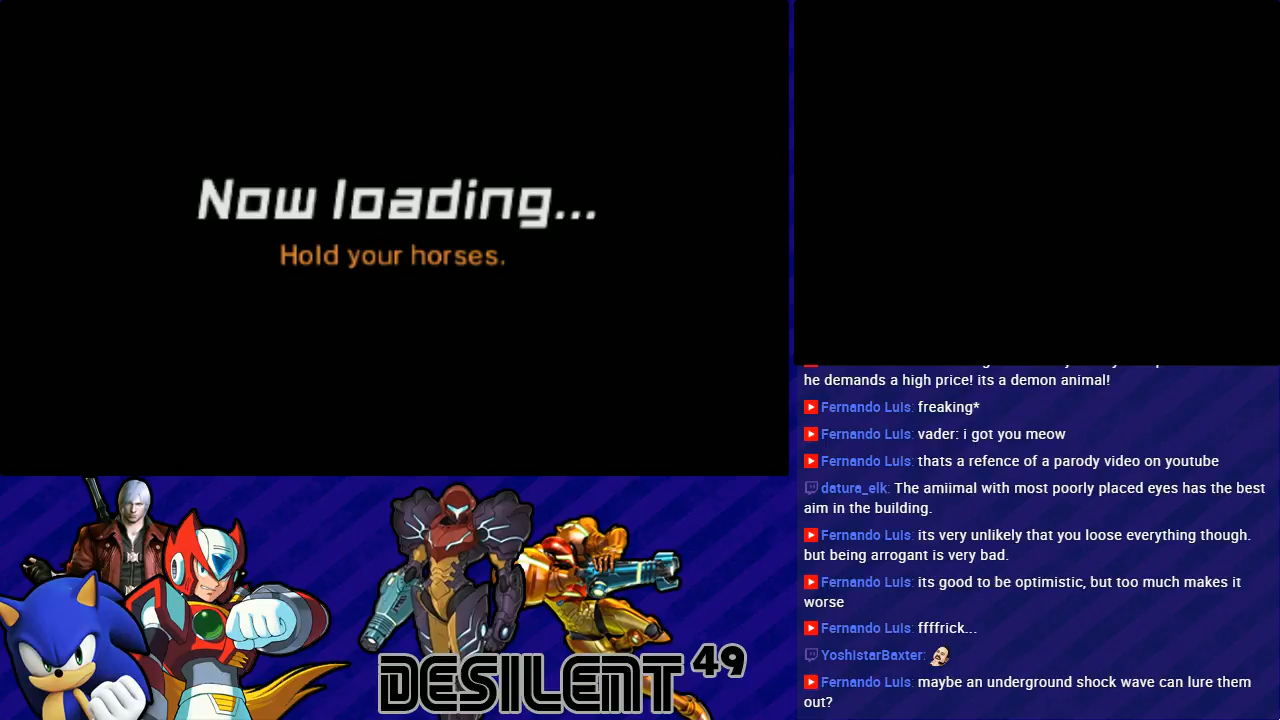 Now loading...
Hold your horses.
he demands a high price! its a demon animal!
Fernando Luis: freaking*
Fernando Luis: vader: i got you meow
Fernando Luis: thats a refence of a parody video on youtube
datura_elk: The amiimal with most poorly placed eyes has the best
aim in the building.
Fernando Luis: its very unlikely that you loose everything though.
but being arrogant is very bad.
Fernando Luis: its good to be optimistic, but too much makes it
worse
Fernando Luis: ffffrick...
YoshistarBaxter:
Fernando Luis: maybe an underground shock wave can lure them
out?
DESILENT 49